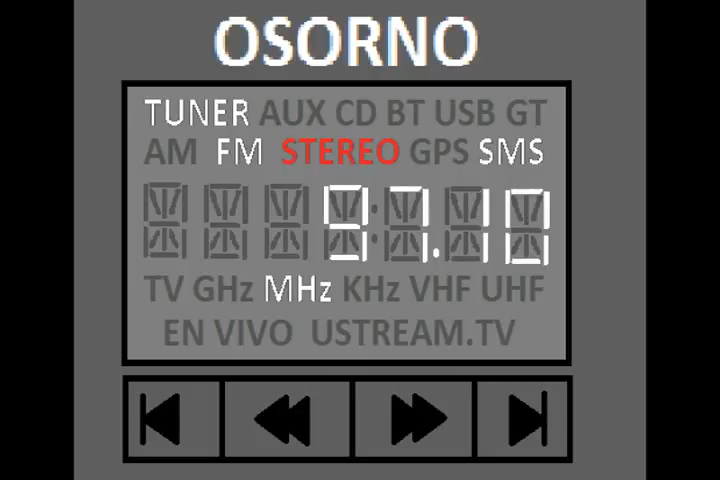 OSORNO
TUNER AUX CD BT USB GT
AM FM STEREO GPS SMS
97.10
TV GHz MHz KHz VHF UHF
EN VIVO USTREAM.TV